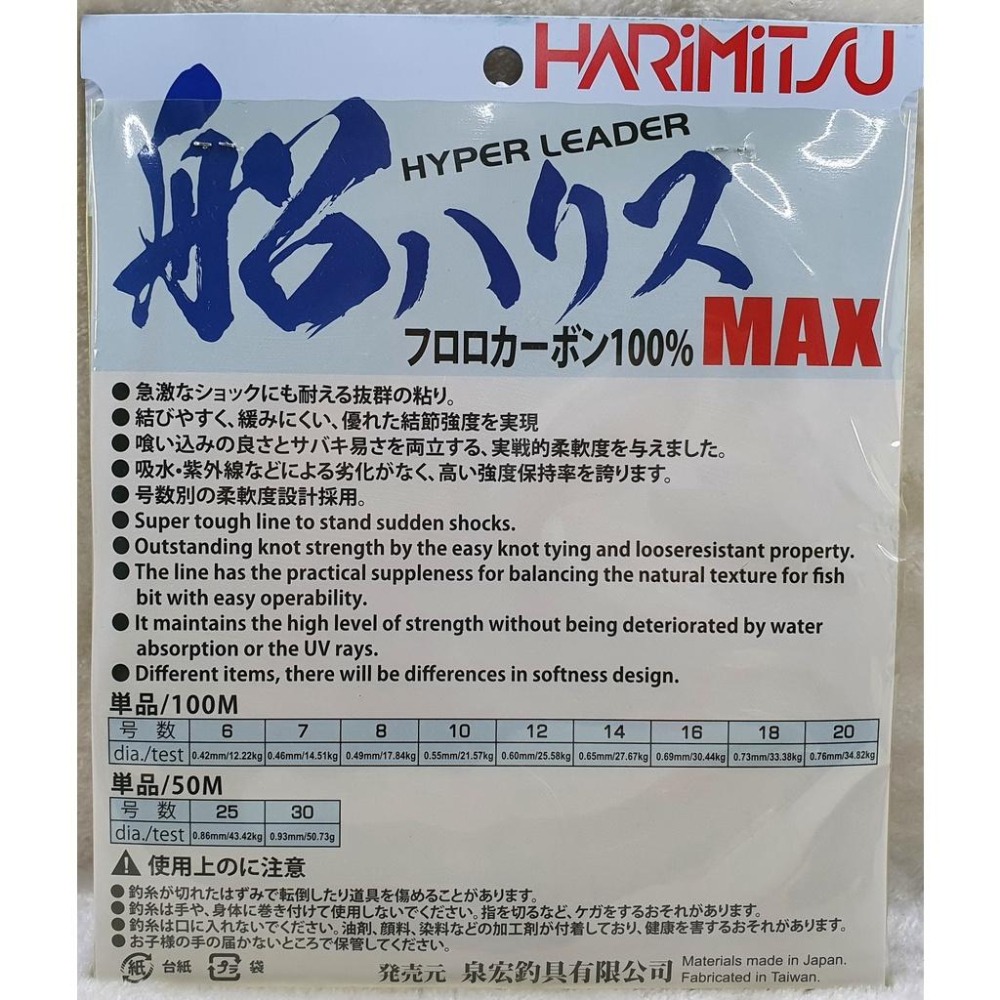 HARiMiTSU
HYPER LEADER
船ハリス
フロロカーボン100% MAX
● 急激なショックにも耐える抜群の粘り。
● 結びやすく、緩みにくい、優れた結節強度を実現
● 喰い込みの良さとサバキ易さを両立する、実戦的柔軟度を与えました。
● 吸水・紫外線などによる劣化がなく、高い強度保持率を誇ります。
● 号数別の柔軟度設計採用。
● Super tough line to stand sudden shocks.
● Outstanding knot strength by the easy knot tying and looseresistant property.
● The line has the practical suppleness for balancing the natural texture for fish
bit with easy operability.
● It maintains the high level of strength without being deteriorated by water
absorption or the UV rays.
● Different items, there will be differences in softness design.
単品/100M
号 数 6 7 8 10 12 14 16 18 20
dia./test 0.42mm/12.22kg 0.46mm/14.51kg 0.49mm/17.84kg 0.55mm/21.57kg 0.60mm/25.58kg 0.65mm/27.67kg 0.69mm/30.44kg 0.73mm/33.38kg 0.76mm/34.82kg
単品/50M
号 数 25 30
dia./test 0.86mm/43.42kg 0.93mm/50.73g
使用上のに注意
● 釣糸が切れたはずみで転倒したり道具を傷めることがあります。
● 釣糸は手や、身体に巻き付けて使用しないでください。指を切るなど、ケガをするおそれがあります。
● 釣糸は口に入れないでください。油剤、顔料、染料などの加工剤が付着しており、健康を害するおそれがあります。
● お子様の手の届かないところで保管してください。
紙 台紙 プラ 袋
発売元 泉宏釣具有限公司
Materials made in Japan.
Fabricated in Taiwan.